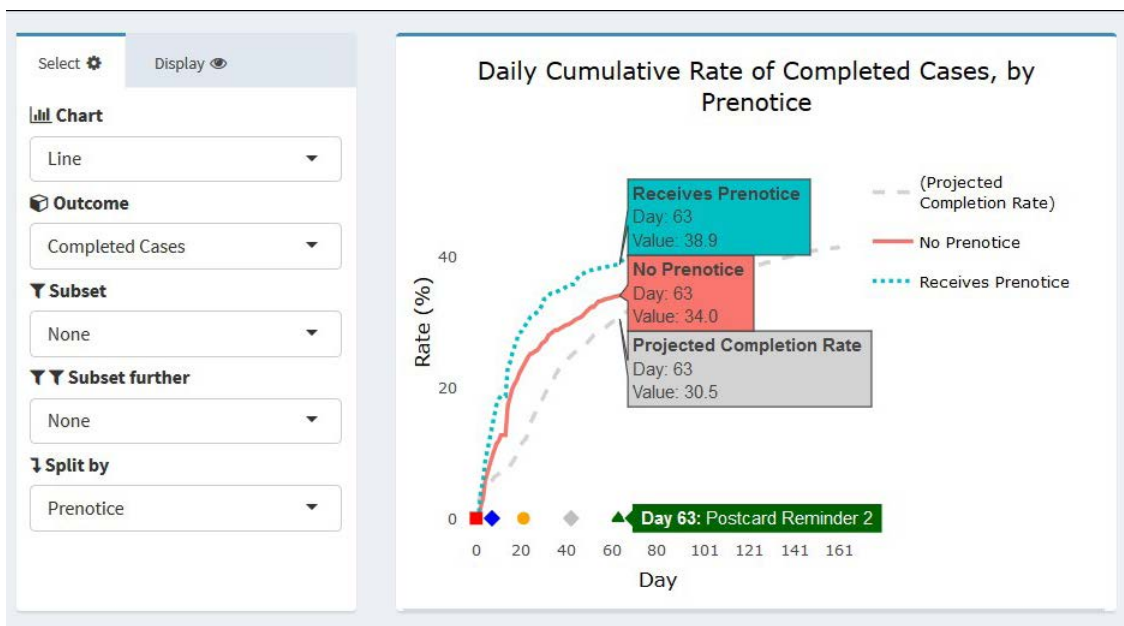 Select
Display
Chart
Line
Outcome
Completed Cases
Subset
None
Subset further
None
Split by
Prenotice
Daily Cumulative Rate of Completed Cases, by
Prenotice
Rate (%)
40
20
0
0 20 40 60 80 101 121 141 161
Day
Receives Prenotice
Day: 63
Value: 38.9
No Prenotice
Day: 63
Value: 34.0
Projected Completion Rate
Day: 63
Value: 30.5
Day 63: Postcard Reminder 2
(Projected
Completion Rate)
No Prenotice
Receives Prenotice